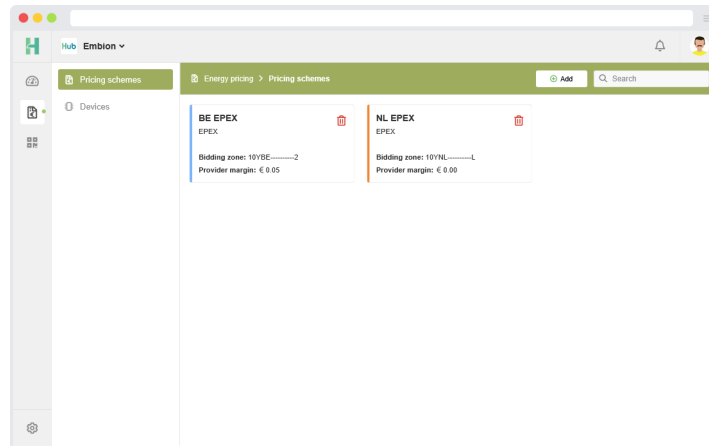 Hub Embion
Pricing schemes
Devices
Energy pricing > Pricing schemes
Add
Search
BE EPEX
EPEX
Bidding zone: 10YBE----------2
Provider margin: € 0.05
NL EPEX
EPEX
Bidding zone: 10YNL----------L
Provider margin: € 0.00